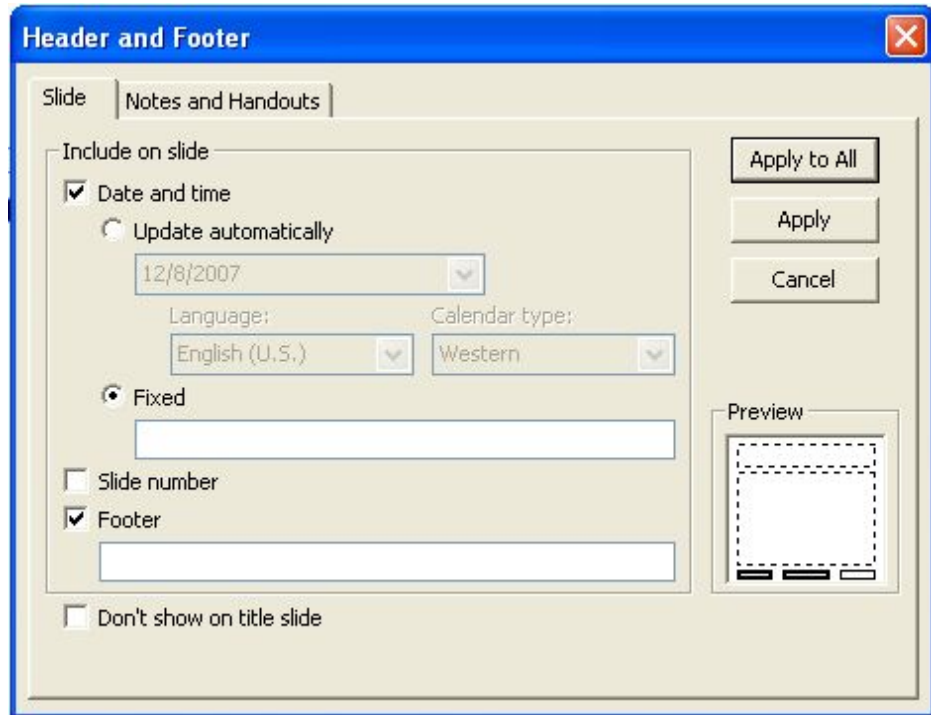 Header and Footer
Slide Notes and Handouts
Include on slide
Apply to All
Date and time
Update automatically
Apply
12/8/2007
Cancel
Language: Calendar type:
English (U.S.) Western
Fixed
Preview
Slide number
Footer
Don't show on title slide